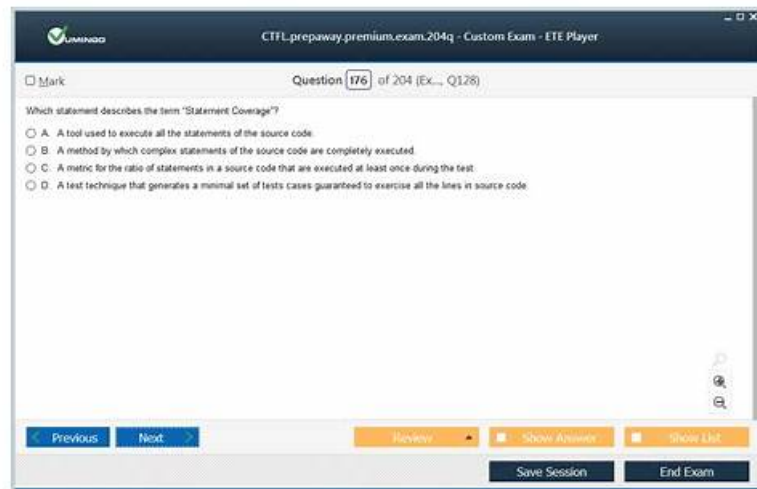 VUMINGO
CTFL.prepaway.premium.exam.204q - Custom Exam - ETE Player
Mark
Question 176 of 204 (Ex..., Q128)
Which statement describes the term "Statement Coverage"?
A. A tool used to execute all the statements of the source code.
B. A method by which complex statements of the source code are completely executed.
C. A metric for the ratio of statements in a source code that are executed at least once during the test
D. A test technique that generates a minimal set of tests cases guaranteed to exercise all the lines in source code.
Previous
Next
Review
Show Answer
Show List
Save Session
End Exam